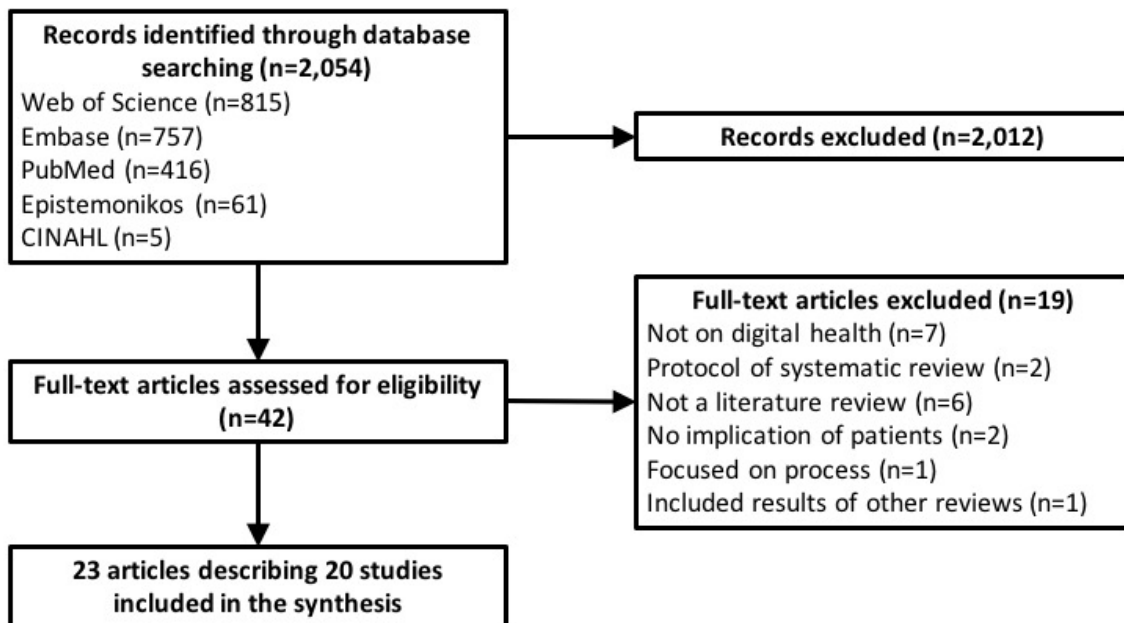 Records identified through database
searching (n=2,054)
Web of Science (n=815)
Embase (n=757)
PubMed (n=416)
Epistemonikos (n=61)
CINAHL (n=5)
Records excluded (n=2,012)
Full-text articles assessed for eligibility
(n=42)
Full-text articles excluded (n=19)
Not on digital health (n=7)
Protocol of systematic review (n=2)
Not a literature review (n=6)
No implication of patients (n=2)
Focused on process (n=1)
Included results of other reviews (n=1)
23 articles describing 20 studies
included in the synthesis